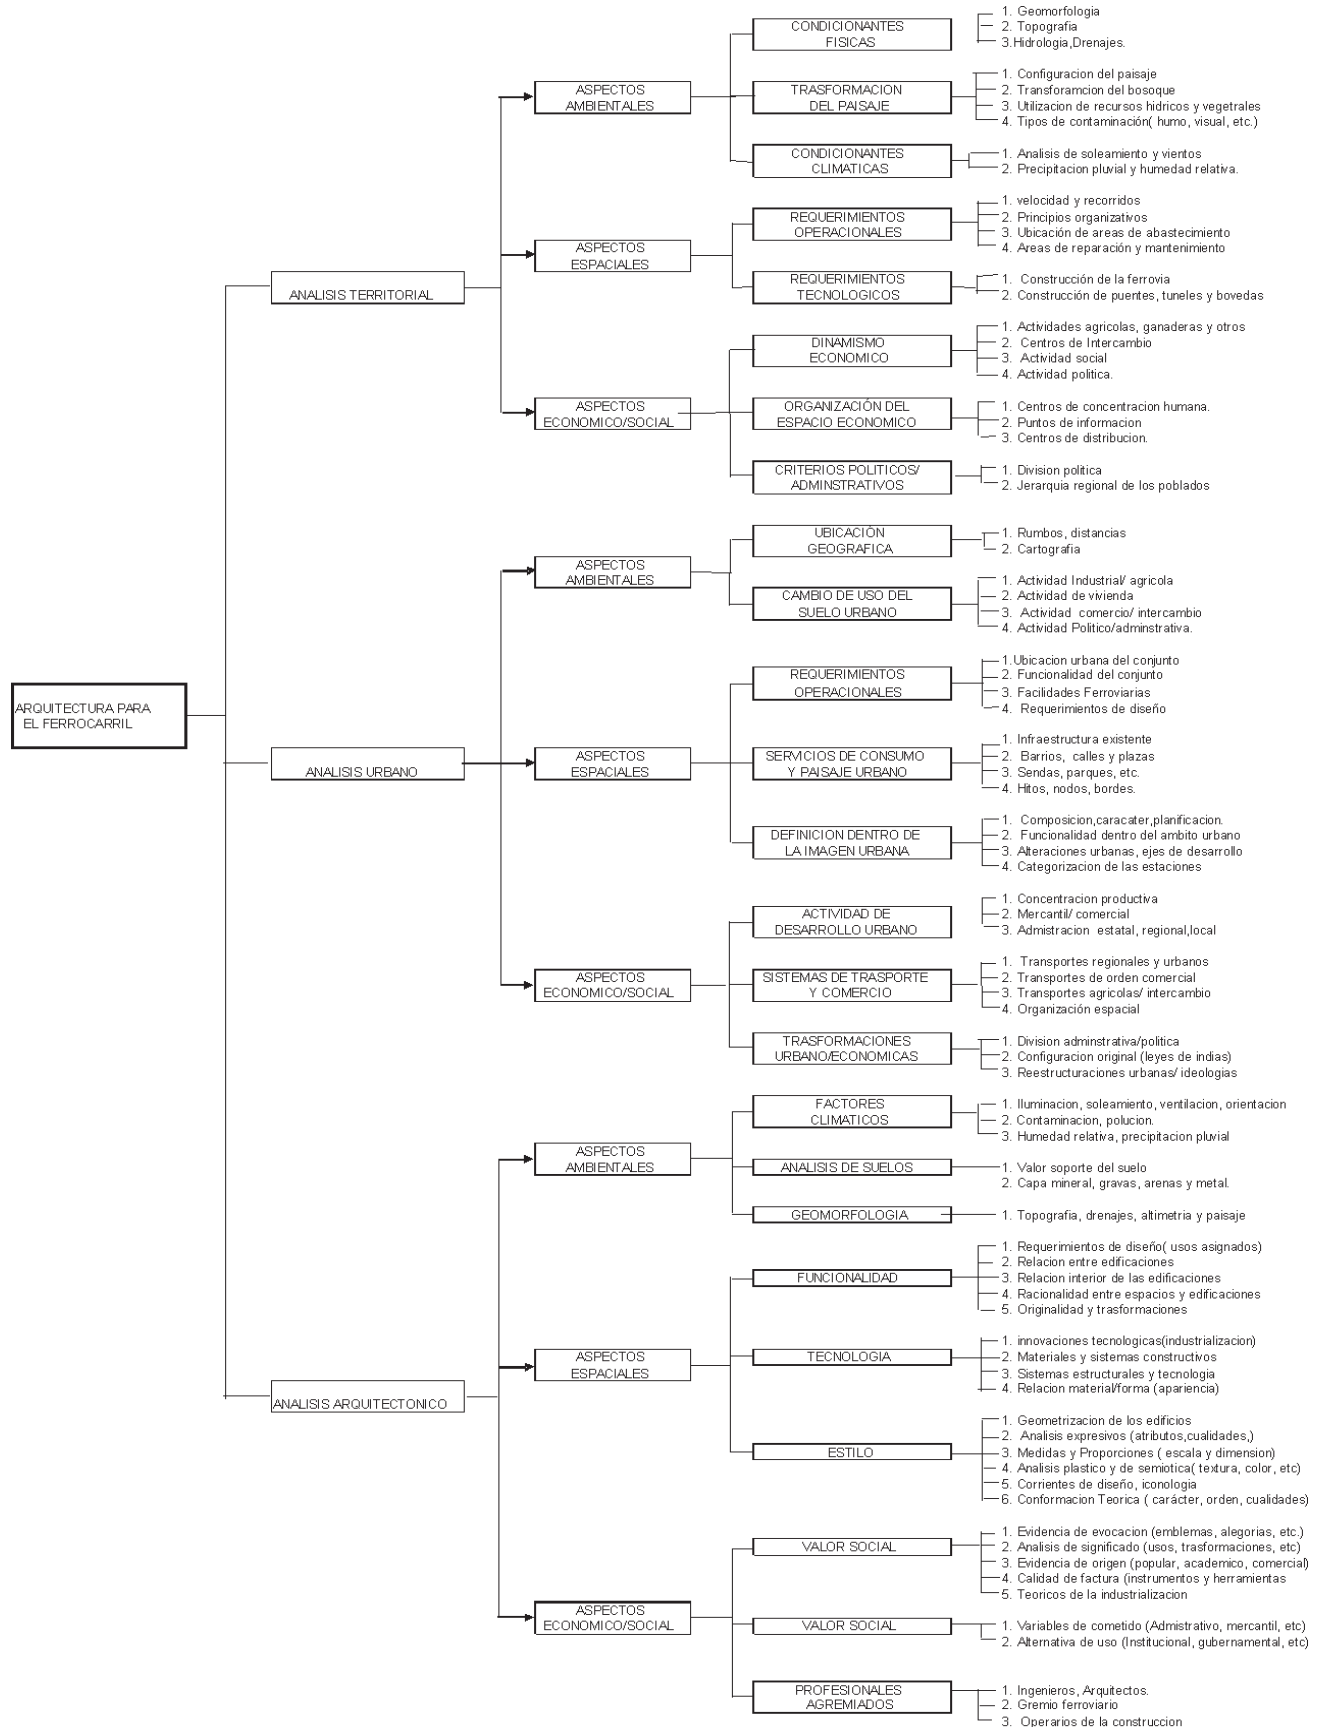 CONDICIONANTES
FISICAS
1. Geomorfologia
2. Topografia
3.Hidrologia,Drenajes.
ASPECTOS
AMBIENTALES
TRASFORMACION
DEL PAISAJE
1. Configuracion del paisaje
2. Transforamcion del bosoque
3. Utilizacion de recursos hidricos y vegetrales
4. Tipos de contaminación( humo, visual, etc.)
CONDICIONANTES
CLIMATICAS
1. Analisis de soleamiento y vientos
2. Precipitacion pluvial y humedad relativa.
REQUERIMIENTOS
OPERACIONALES
1. velocidad y recorridos
2. Principios organizativos
3. Ubicación de areas de abastecimiento
4. Areas de reparación y mantenimiento
ASPECTOS
ESPACIALES
REQUERIMIENTOS
TECNOLOGICOS
1. Construcción de la ferrovia
2. Construcción de puentes, tuneles y bovedas
ANALISIS TERRITORIAL
DINAMISMO
ECONOMICO
1. Actividades agricolas, ganaderas y otros
2. Centros de Intercambio
3. Actividad social
4. Actividad politica.
ASPECTOS
ECONOMICO/SOCIAL
ORGANIZACIÓN DEL
ESPACIO ECONOMICO
1. Centros de concentracion humana.
2. Puntos de informacion
3. Centros de distribucion.
CRITERIOS POLITICOS/
ADMINSTRATIVOS
1. Division politica
2. Jerarquia regional de los poblados
UBICACIÓN
GEOGRAFICA
1. Rumbos, distancias
2. Cartografia
ASPECTOS
AMBIENTALES
CAMBIO DE USO DEL
SUELO URBANO
1. Actividad Industrial/ agricola
2. Actividad de vivienda
3. Actividad comercio/ intercambio
4. Actividad Politico/adminstrativa.
REQUERIMIENTOS
OPERACIONALES
1.Ubicacion urbana del conjunto
2. Funcionalidad del conjunto
3. Facilidades Ferroviarias
4. Requerimientos de diseño
ARQUITECTURA PARA
EL FERROCARRIL
ANALISIS URBANO
ASPECTOS
ESPACIALES
SERVICIOS DE CONSUMO
Y PAISAJE URBANO
1. Infraestructura existente
2. Barrios, calles y plazas
3. Sendas, parques, etc.
4. Hitos, nodos, bordes.
DEFINICION DENTRO DE
LA IMAGEN URBANA
1. Composicion,caracater,planificacion.
2. Funcionalidad dentro del ambito urbano
3. Alteraciones urbanas, ejes de desarrollo
4. Categorizacion de las estaciones
ACTIVIDAD DE
DESARROLLO URBANO
1. Concentracion productiva
2. Mercantil/ comercial
3. Admistracion estatal, regional,local
ASPECTOS
ECONOMICO/SOCIAL
SISTEMAS DE TRASPORTE
Y COMERCIO
1. Transportes regionales y urbanos
2. Transportes de orden comercial
3. Transportes agricolas/ intercambio
4. Organización espacial
TRASFORMACIONES
URBANO/ECONOMICAS
1. Division adminstrativa/politica
2. Configuracion original (leyes de indias)
3. Reestructuraciones urbanas/ ideologias
FACTORES
CLIMATICOS
1. Iluminacion, soleamiento, ventilacion, orientacion
2. Contaminacion, polucion.
3. Humedad relativa, precipitacion pluvial
ASPECTOS
AMBIENTALES
ANALISIS DE SUELOS
1. Valor soporte del suelo
2. Capa mineral, gravas, arenas y metal.
GEOMORFOLOGIA
1. Topografia, drenajes, altimetria y paisaje
FUNCIONALIDAD
1. Requerimientos de diseño( usos asignados)
2. Relacion entre edificaciones
3. Relacion interior de las edificaciones
4. Racionalidad entre espacios y edificaciones
5. Originalidad y trasformaciones
ASPECTOS
ESPACIALES
TECNOLOGIA
1. innovaciones tecnologicas(industrializacion)
2. Materiales y sistemas constructivos
3. Sistemas estructurales y tecnologia
4. Relacion material/forma (apariencia)
ANALISIS ARQUITECTONICO
ESTILO
1. Geometrizacion de los edificios
2. Analisis expresivos (atributos,cualidades,)
3. Medidas y Proporciones ( escala y dimension)
4. Analisis plastico y de semiotica( textura, color, etc)
5. Corrientes de diseño, iconologia
6. Conformacion Teorica ( carácter, orden, cualidades)
VALOR SOCIAL
1. Evidencia de evocacion (emblemas, alegorias, etc.)
2. Analisis de significado (usos, trasformaciones, etc)
3. Evidencia de origen (popular, academico, comercial)
4. Calidad de factura (instrumentos y herramientas
5. Teoricos de la industrializacion
ASPECTOS
ECONOMICO/SOCIAL
VALOR SOCIAL
1. Variables de cometido (Admistrativo, mercantil, etc)
2. Alternativa de uso (Institucional, gubernamental, etc)
PROFESIONALES
AGREMIADOS
1. Ingenieros, Arquitectos.
2. Gremio ferroviario
3. Operarios de la construccion